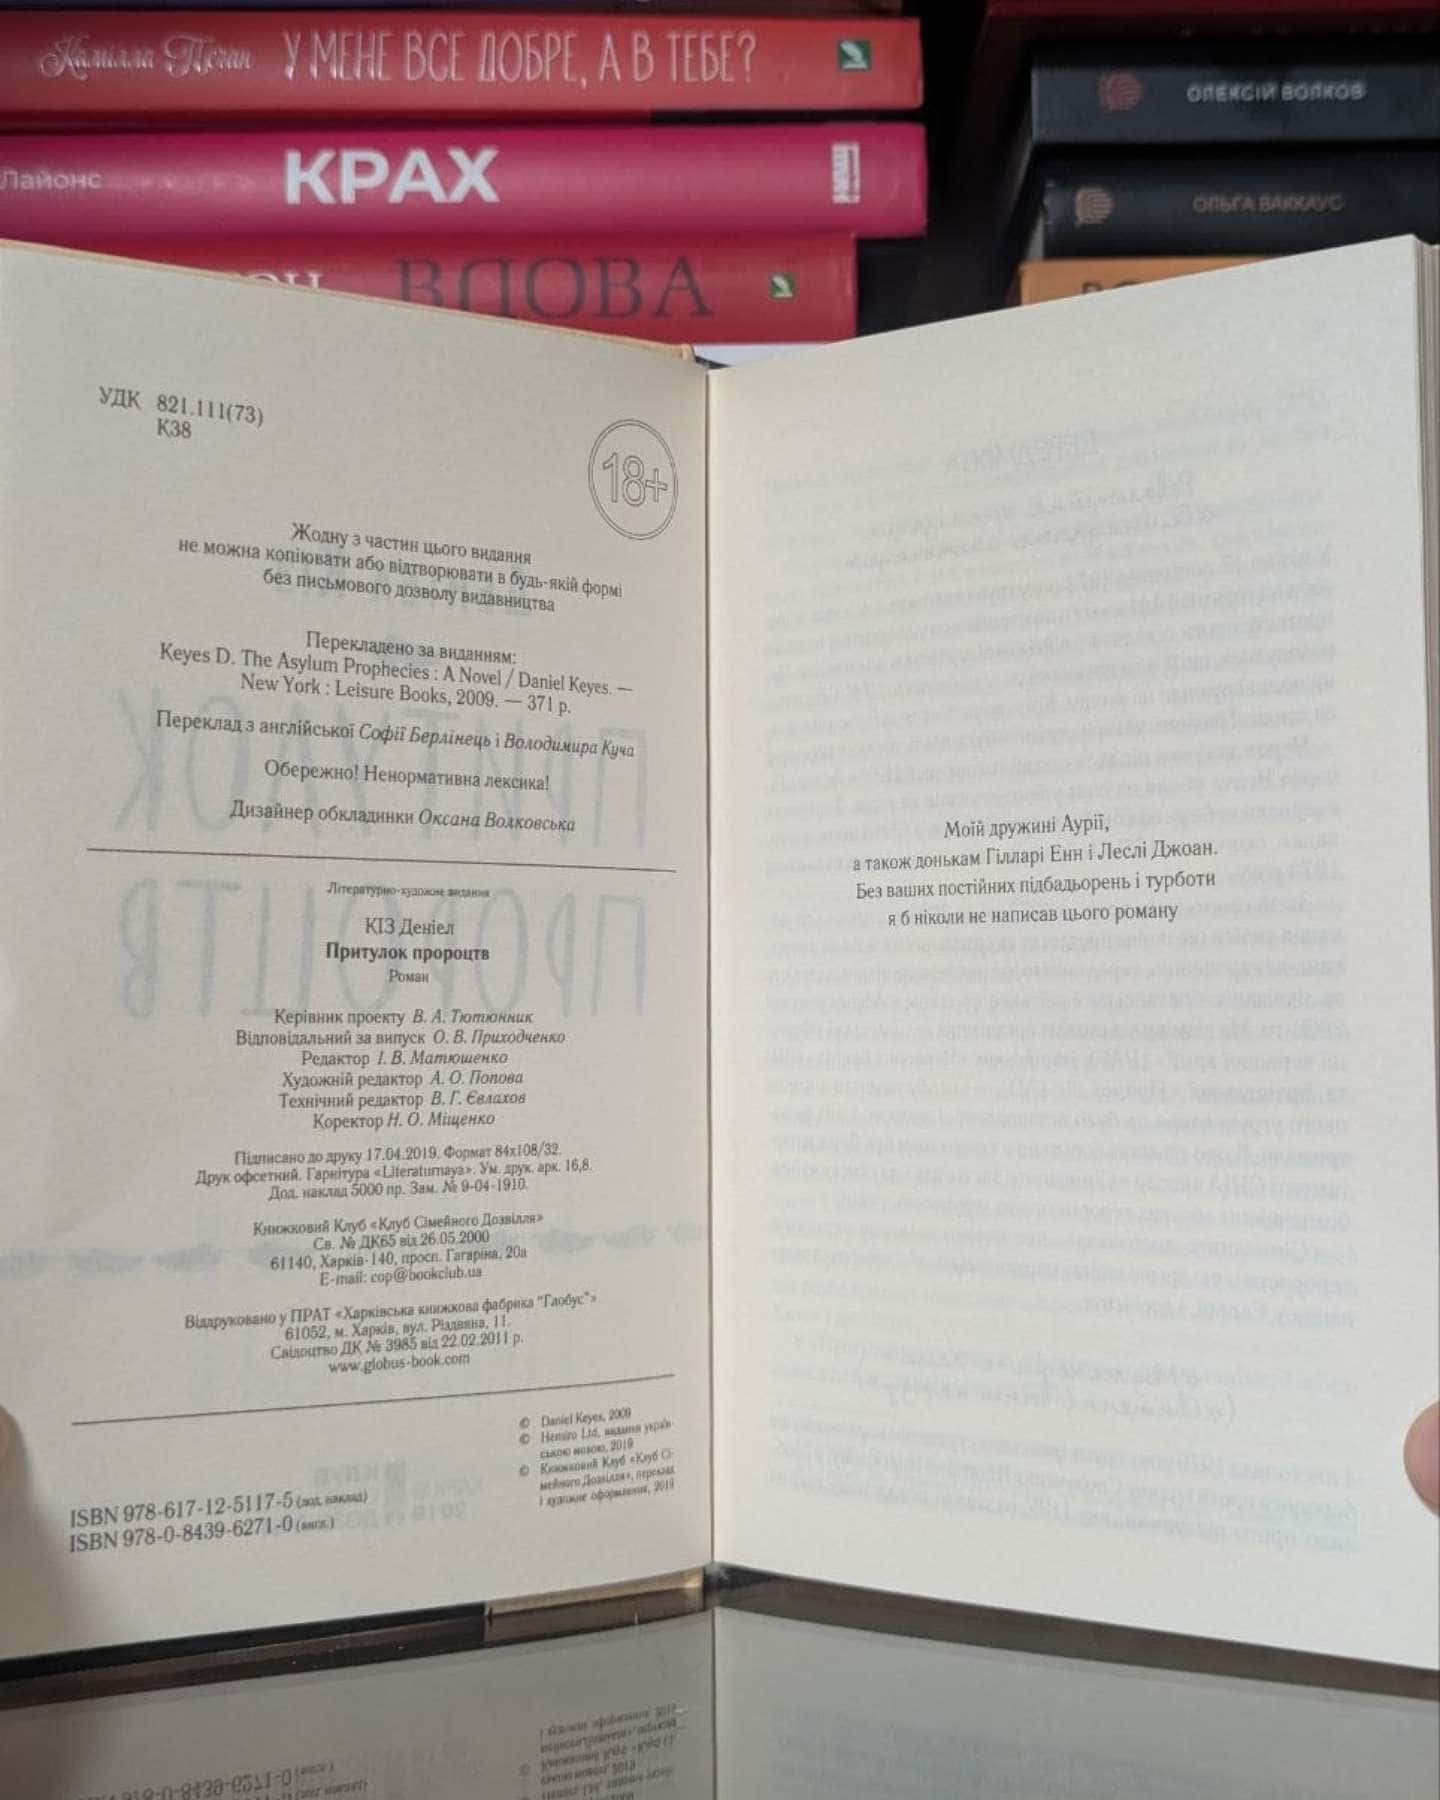 Камілла Пеган У МЕНЕ ВСЕ ДОБРЕ, А В ТЕБЕ?
Лайонс КРАХ
ВДОВА
ОЛЕКСІЙ ВОЛКОВ
ОЛЬГА ВАККАУС
УДК 821.111(73)
К38
18+
Жодну з частин цього видання
не можна копіювати або відтворювати в будь-якій формі
без письмового дозволу видавництва
Перекладено за виданням:
Keyes D. The Asylum Prophecies : A Novel / Daniel Keyes. —
New York : Leisure Books, 2009. — 371 p.
Переклад з англійської Софії Берлінець і Володимира Куча
Обережно! Ненормативна лексика!
Дизайнер обкладинки Оксана Волковська
Літературно-художнє видання
КІЗ Деніел
Притулок пророцтв
Роман
Керівник проекту В. А. Тютюнник
Відповідальний за випуск О. В. Приходченко
Редактор І. В. Матюшенко
Художній редактор А. О. Попова
Технічний редактор В. Г. Євлахов
Коректор Н. О. Міщенко
Підписано до друку 17.04.2019. Формат 84х108/32.
Друк офсетний. Гарнітура «Literaturnaya». Ум. друк. арк. 16,8.
Дод. наклад 5000 пр. Зам. № 9-04-1910.
Книжковий Клуб «Клуб Сімейного Дозвілля»
Св. № ДК65 від 26.05.2000
61140, Харків-140, просп. Гагаріна, 20а
E-mail: cop@bookclub.ua
Віддруковано у ПРАТ «Харківська книжкова фабрика "Глобус"»
61052, м. Харків, вул. Різдвяна, 11.
Свідоцтво ДК № 3985 від 22.02.2011 р.
www.globus-book.com
© Daniel Keyes, 2009
© Hemiro Ltd, видання україн-
ською мовою, 2019
© Книжковий Клуб «Клуб Сі-
мейного Дозвілля», переклад
і художнє оформлення, 2019
ISBN 978-617-12-5117-5 (дод. наклад)
ISBN 978-0-8439-6271-0 (англ.)
Моїй дружині Аурії,
а також донькам Гілларі Енн і Леслі Джоан.
Без ваших постійних підбадьорень і турботи
я б ніколи не написав цього роману